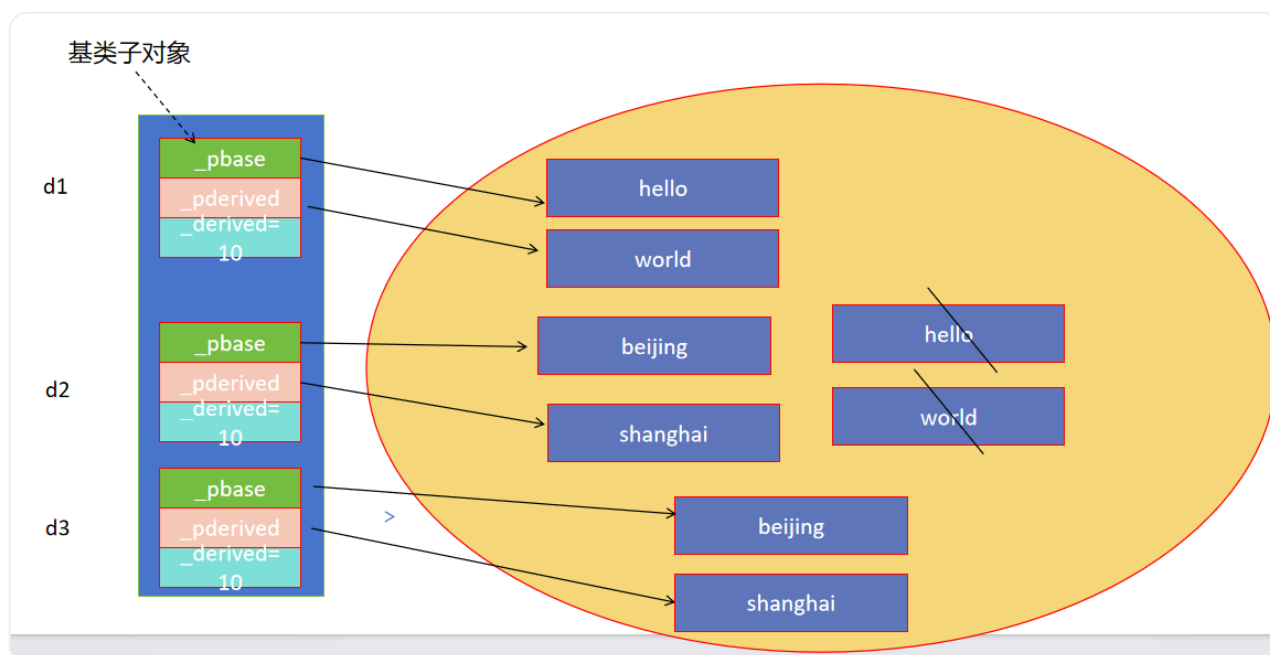 基类子对象
d1
_pbase
_pderived
_derived=
10
hello
world
d2
_pbase
_pderived
_derived=
10
beijing
shanghai
hello
world
d3
_pbase
_pderived
_derived=
10
>
beijing
shanghai